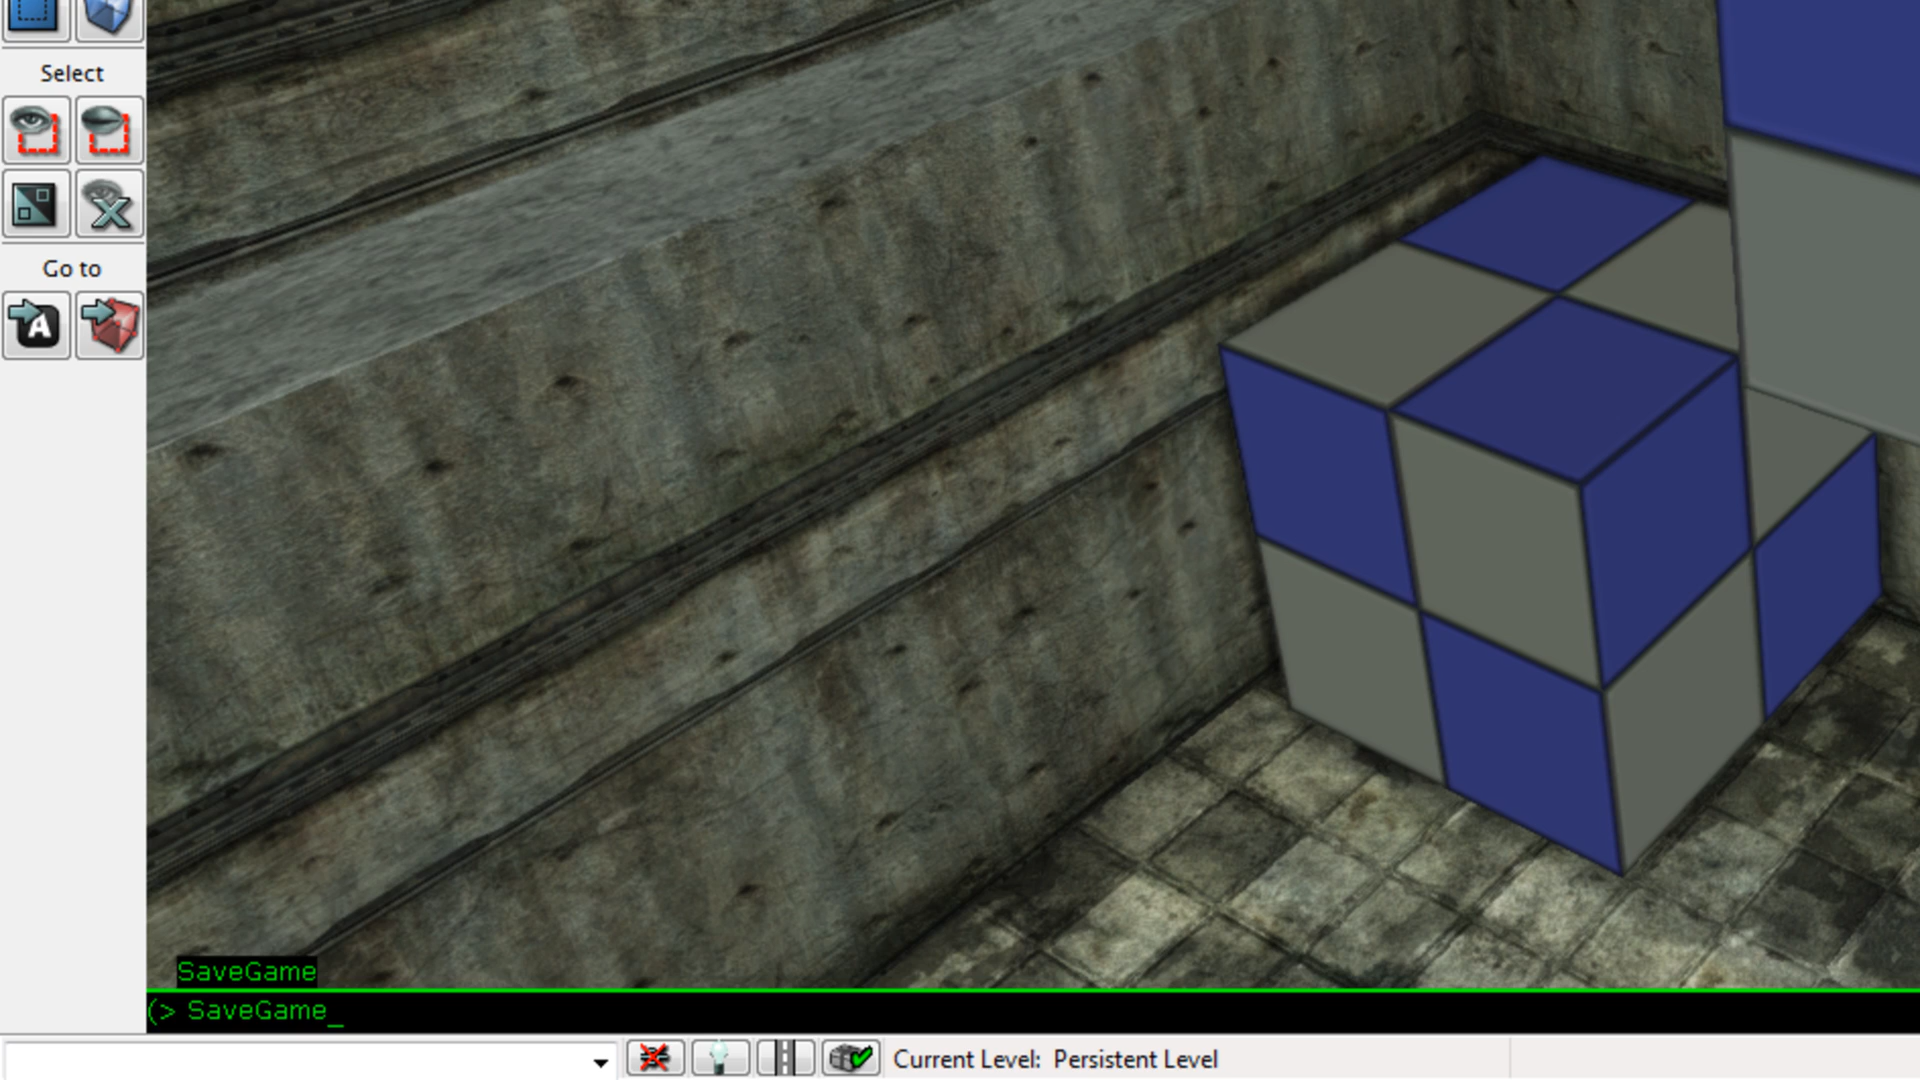 Select
Go to
A
SaveGame
(> SaveGame_
Current Level: Persistent Level